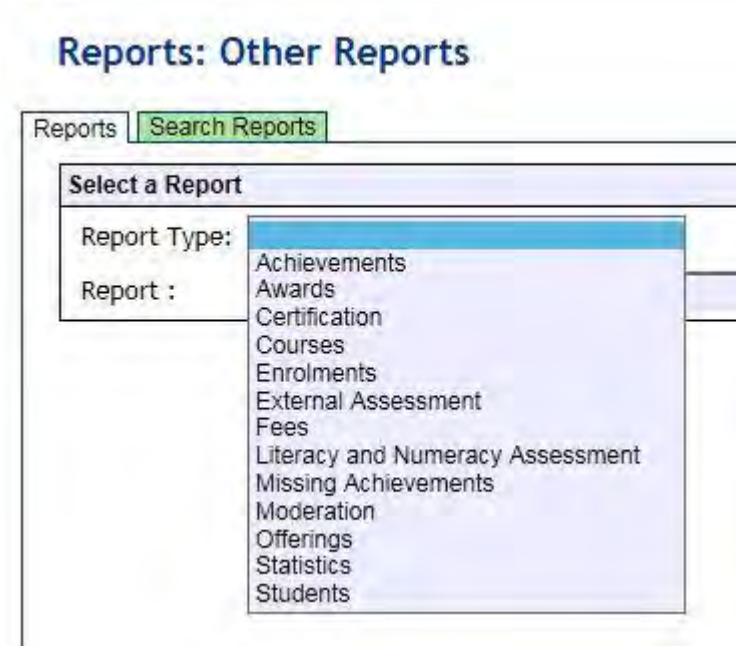 Reports: Other Reports
Reports Search Reports
Select a Report
Report Type:
Achievements
Report :
Awards
Certification
Courses
Enrolments
External Assessment
Fees
Literacy and Numeracy Assessment
Missing Achievements
Moderation
Offerings
Statistics
Students